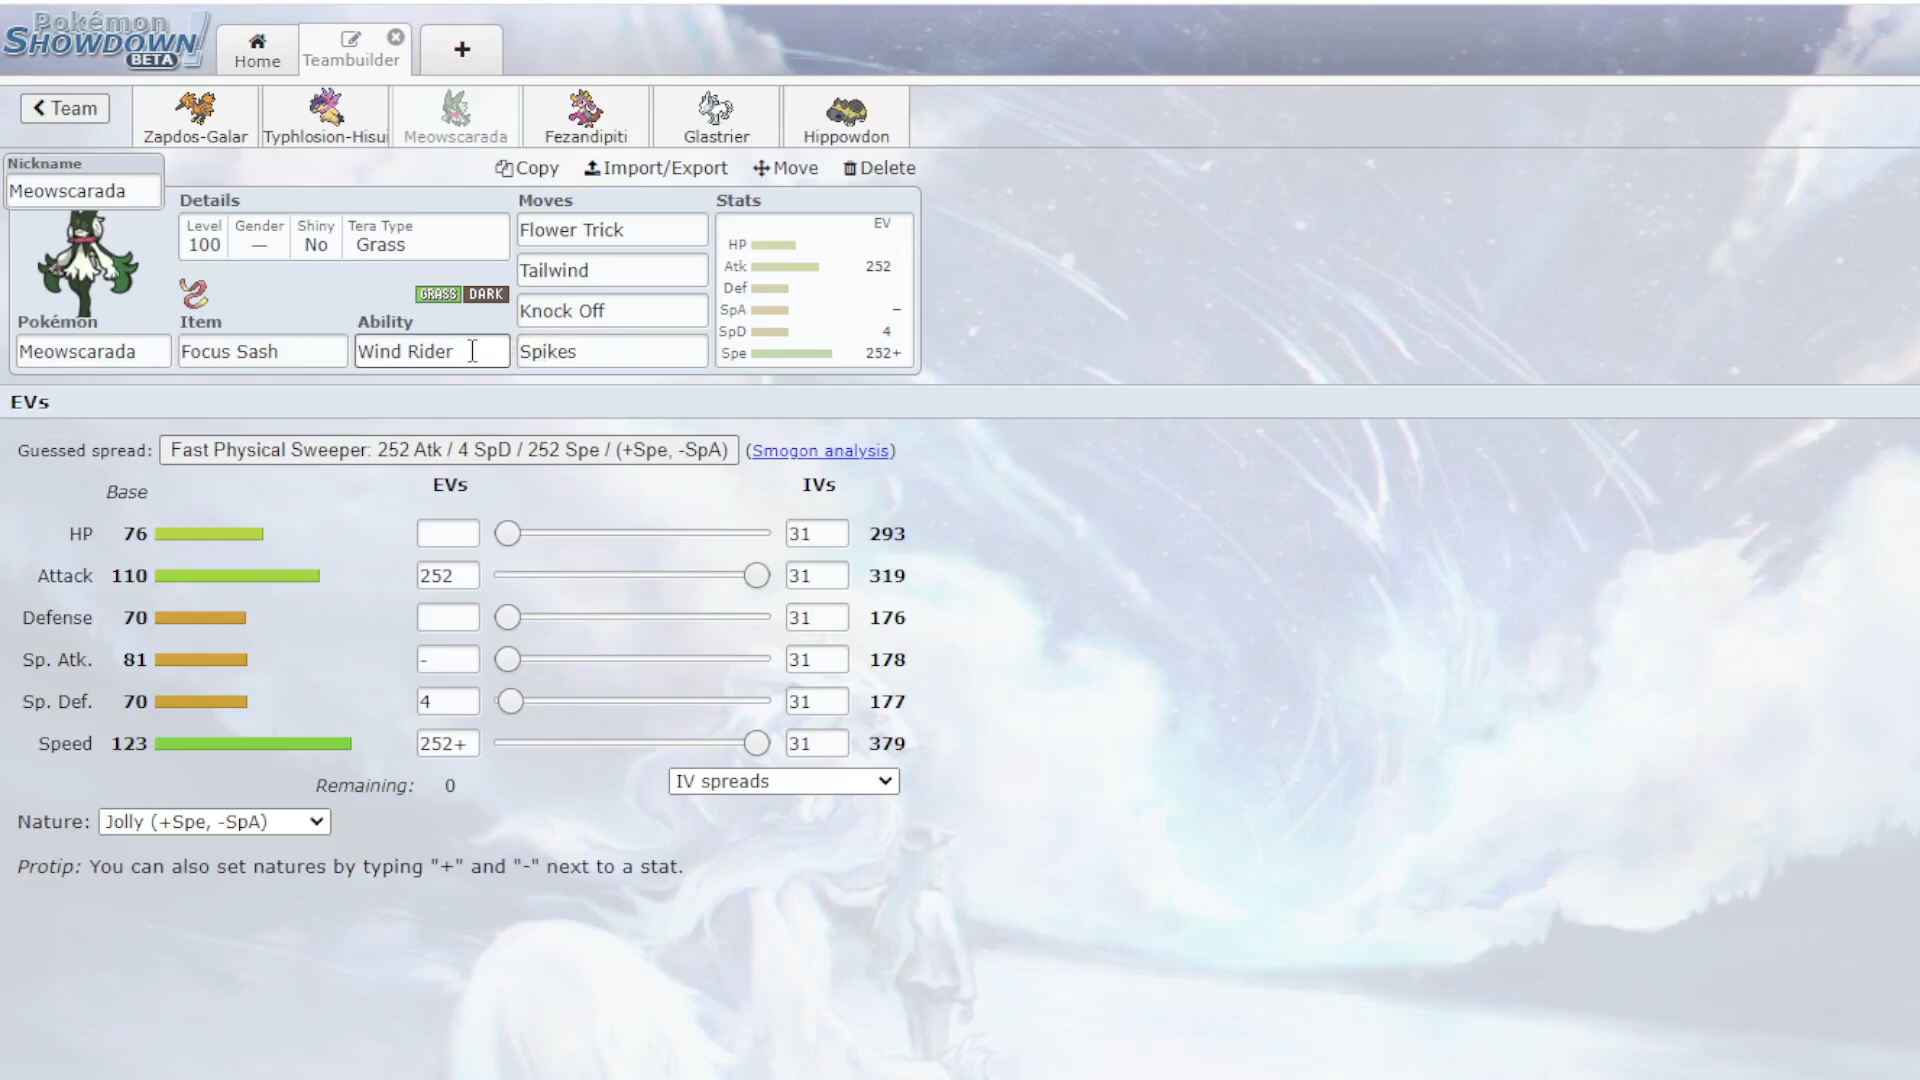 Pokémon
SHOWDOWN!
BETA
Home
Teambuilder
+
Team
Zapdos-Galar
Typhlosion-Hisui
Meowscarada
Fezandipiti
Glastrier
Hippowdon
Nickname
Meowscarada
Copy
Import/Export
Move
Delete
Details
Level
100
Gender
—
Shiny
No
Tera Type
Grass
GRASS
DARK
Pokémon
Meowscarada
Item
Focus Sash
Ability
Wind Rider
Moves
Flower Trick
Tailwind
Knock Off
Spikes
Stats
EV
HP
Atk 252
Def
SpA –
SpD 4
Spe 252+
EVs
Guessed spread: Fast Physical Sweeper: 252 Atk / 4 SpD / 252 Spe / (+Spe, -SpA) (Smogon analysis)
Base EVs IVs
HP 76 31 293
Attack 110 252 31 319
Defense 70 31 176
Sp. Atk. 81 - 31 178
Sp. Def. 70 4 31 177
Speed 123 252+ 31 379
Remaining: 0
IV spreads
Nature: Jolly (+Spe, -SpA)
Protip: You can also set natures by typing "+" and "-" next to a stat.